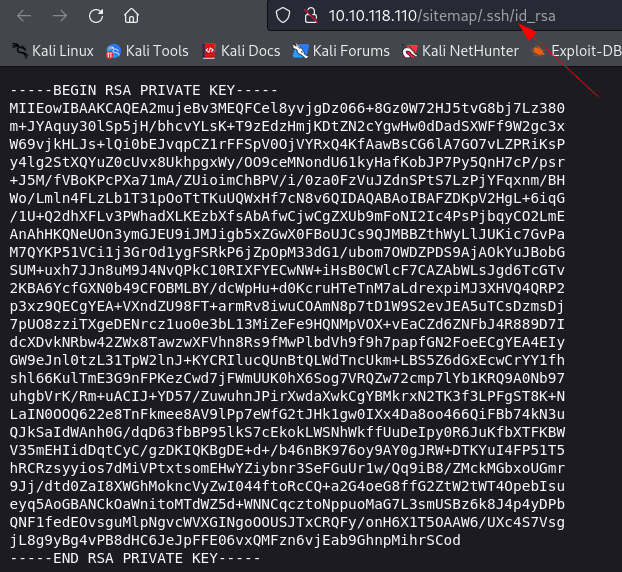 10.10.118.110/sitemap/.ssh/id_rsa
Kali Linux Kali Tools Kali Docs Kali Forums Kali NetHunter Exploit-DB
-----BEGIN RSA PRIVATE KEY-----
MIIEowIBAAKCAQEA2mujeBv3MEQFCel8yvjgDz066+8Gz0W72HJ5tvG8bj7Lz380
m+JYAquy30lSp5jH/bhcvYLsK+T9zEdzHmjKDtZN2cYgwHw0dDadSXWFf9W2gc3x
W69vjkHLJs+lQi0bEJvqpCZ1rFFSpV0OjVYRxQ4KfAawBsCG6lA7GO7vLZPRiKsP
y4lg2StXQYuZ0cUvx8UkhpgxWy/OO9ceMNondU61kyHafKobJP7Py5QnH7cP/psr
+J5M/fVBoKPcPXa71mA/ZUioimChBPV/i/0za0FzVuJZdnSPtS7LzPjYFqxnm/BH
Wo/Lmln4FLzLb1T31pOoTtTKuUQWxHf7cN8v6QIDAQABAoIBAFZDKpV2HgL+6iqG
/1U+Q2dhXFLv3PWhadXLKEzbXfsAbAfwCjwCgZXUb9mFoNI2Ic4PsPjbqyCO2LmE
AnAhHKQNeUOn3ymGJEU9iJMJigb5xZGwX0FBoUJCs9QJMBBZthWyLlJUKic7GvPa
M7QYKP51VCi1j3GrOd1ygFSRkP6jZpOpM33dG1/ubom7OWDZPDS9AjAOkYuJBobG
SUM+uxh7JJn8uM9J4NvQPkC10RIXFYECwNW+iHsB0CWlcF7CAZAbWLsJgd6TcGTv
2KBA6YcfGXN0b49CFOBMLBY/dcWpHu+d0KcruHTeTnM7aLdrexpiMJ3XHVQ4QRP2
p3xz9QECgYEA+VXndZU98FT+armRv8iwuCOAmN8p7tD1W9S2evJEA5uTCsDzmsDj
7pUO8zziTXgeDENrcz1uo0e3bL13MiZeFe9HQNMpVOX+vEaCZd6ZNFbJ4R889D7I
dcXDvkNRbw42ZWx8TawzwXFVhn8Rs9fMwPlbdVh9f9h7papfGN2FoeECgYEA4EIy
GW9eJnl0tzL31TpW2lnJ+KYCRIlucQUnBtQLWdTncUkm+LBS5Z6dGxEcwCrYY1fh
shl66KulTmE3G9nFPKezCwd7jFWmUUK0hX6Sog7VRQZw72cmp7lYb1KRQ9A0Nb97
uhgbVrK/Rm+uACIJ+YD57/ZuwuhnJPirXwdaXwkCgYBMkrxN2TK3f3LPFgST8K+N
LaIN0OOQ622e8TnFkmee8AV9lPp7eWfG2tJHk1gw0IXx4Da8oo466QiFBb74kN3u
QJkSaIdWAnh0G/dqD63fbBP95lkS7cEkokLWSNhWkffUuDeIpy0R6JuKfbXTFKBW
V35mEHIidDqtCyC/gzDKIQKBgDE+d+/b46nBK976oy9AY0gJRW+DTKYuI4FP51T5
hRCRzsyyios7dMiVPtxtsomEHwYZiybnr3SeFGuUr1w/Qq9iB8/ZMckMGbxoUGmr
9Jj/dtd0ZaI8XWGhMokncVyZwI044ftoRcCQ+a2G4oeG8ffG2ZtW2tWT4OpebIsu
eyq5AoGBANCkOaWnitoMTdWZ5d+WNNCqcztoNppuoMaG7L3smUSBz6k8J4p4yDPb
QNF1fedEOvsguMlpNgvcWVXGINgoOOUSJTxCRQFy/onH6X1T5OAAW6/UXc4S7Vsg
jL8g9yBg4vPB8dHC6JeJpFFE06vxQMFzn6vjEab9GhnpMihrSCod
-----END RSA PRIVATE KEY-----